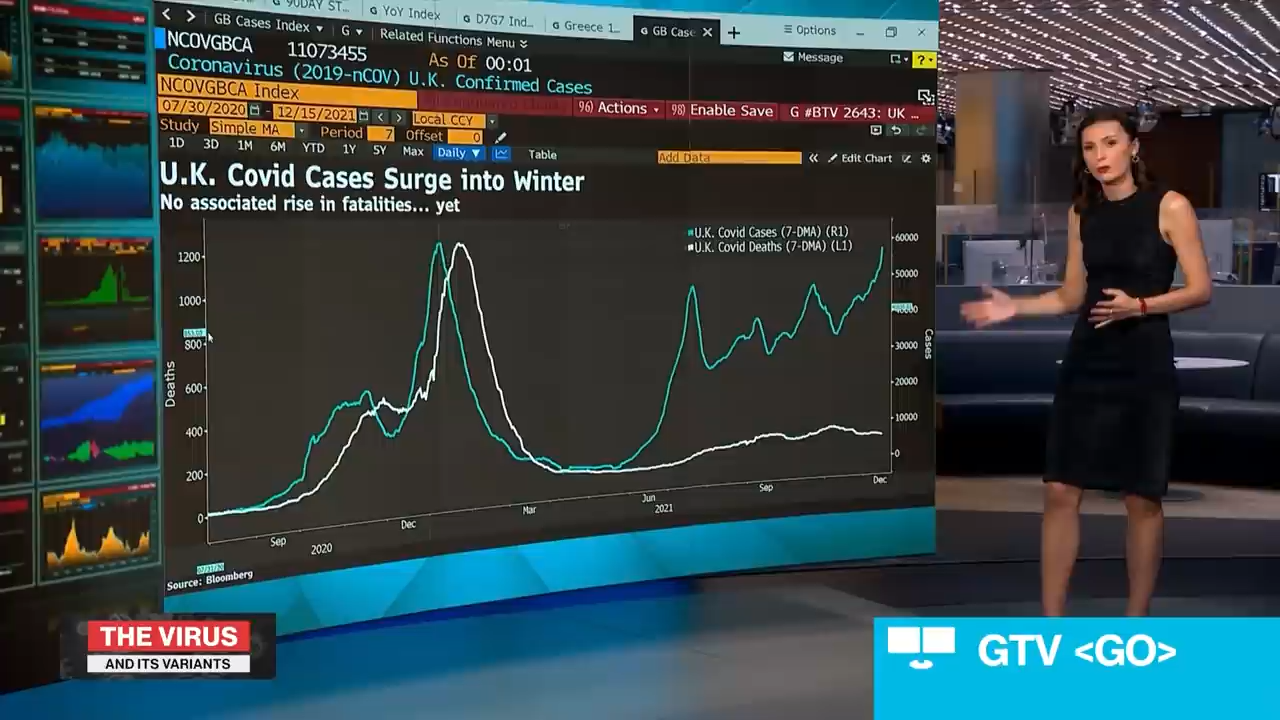 90DAY ST...
G YoY Index
G D7G7 Ind...
G Greece 1...
G GB Case
GB Cases Index
G
Related Functions Menu
Options
NCOVGBCA
11073455
As Of 00:01
Message
Coronavirus (2019-nCOV) U.K. Confirmed Cases
NCOVGBCA Index
96) Actions
98) Enable Save
G #BTV 2643: UK ...
07/30/2020 - 12/15/2021
Local CCY
Study Simple MA Period 7 Offset 0
1D 3D 1M 6M YTD 1Y 5Y Max Daily ▼ Table
Add Data
« Edit Chart
U.K. Covid Cases Surge into Winter
No associated rise in fatalities... yet
U.K. Covid Cases (7-DMA) (R1)
U.K. Covid Deaths (7-DMA) (L1)
1200
1000
800
600
400
200
0
Deaths
60000
50000
30000
20000
10000
0
Cases
Sep
Dec
Mar
Jun
Sep
Dec
2020
2021
Source: Bloomberg
THE VIRUS
AND ITS VARIANTS
GTV <GO>